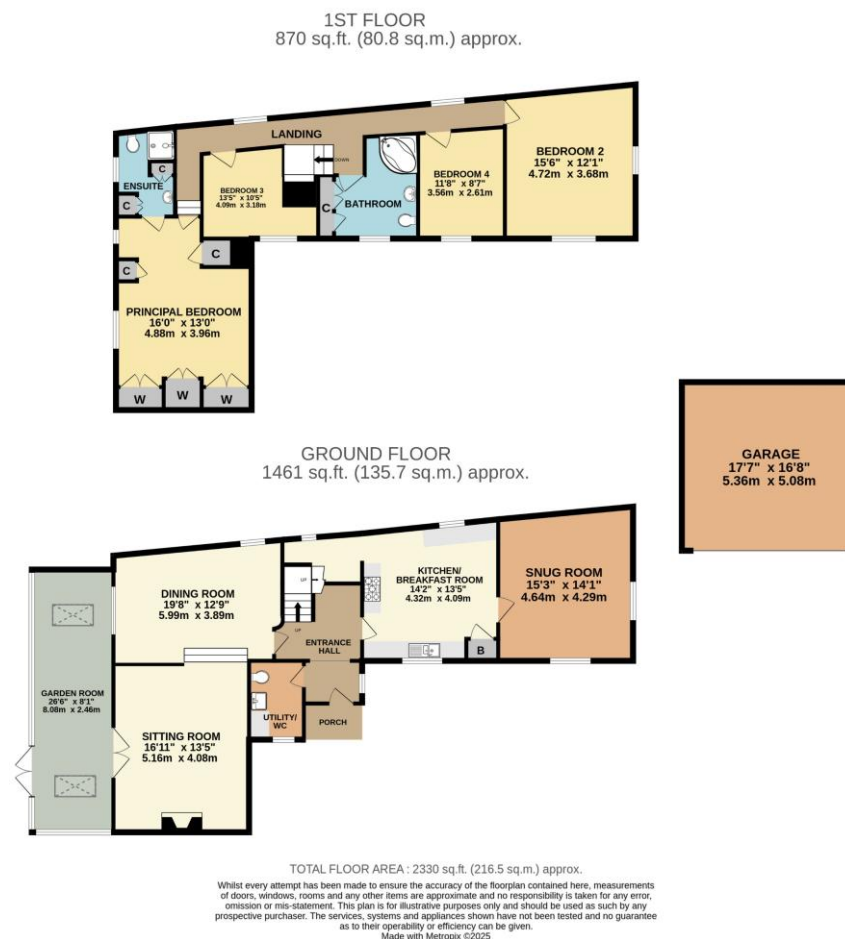 1ST FLOOR
870 sq.ft. (80.8 sq.m.) approx.
LANDING
DOWN
BEDROOM 2
15'6" x 12'1"
4.72m x 3.68m
ENSUITE
C
C
BEDROOM 3
13'5" x 10'5"
4.09m x 3.18m
BEDROOM 4
11'8" x 8'7"
3.56m x 2.61m
BATHROOM
C
C
C
PRINCIPAL BEDROOM
16'0" x 13'0"
4.88m x 3.96m
W
W
W
GROUND FLOOR
1461 sq.ft. (135.7 sq.m.) approx.
GARAGE
17'7" x 16'8"
5.36m x 5.08m
DINING ROOM
19'8" x 12'9"
5.99m x 3.89m
UP
UP
KITCHEN/
BREAKFAST ROOM
14'2" x 13'5"
4.32m x 4.09m
SNUG ROOM
15'3" x 14'1"
4.64m x 4.29m
ENTRANCE
HALL
B
GARDEN ROOM
26'6" x 8'1"
8.08m x 2.46m
SITTING ROOM
16'11" x 13'5"
5.16m x 4.08m
UTILITY/
WC
PORCH
TOTAL FLOOR AREA : 2330 sq.ft. (216.5 sq.m.) approx.
Whilst every attempt has been made to ensure the accuracy of the floorplan contained here, measurements
of doors, windows, rooms and any other items are approximate and no responsibility is taken for any error,
omission or mis-statement. This plan is for illustrative purposes only and should be used as such by any
prospective purchaser. The services, systems and appliances shown have not been tested and no guarantee
as to their operability or efficiency can be given.
Made with Metropix ©2025